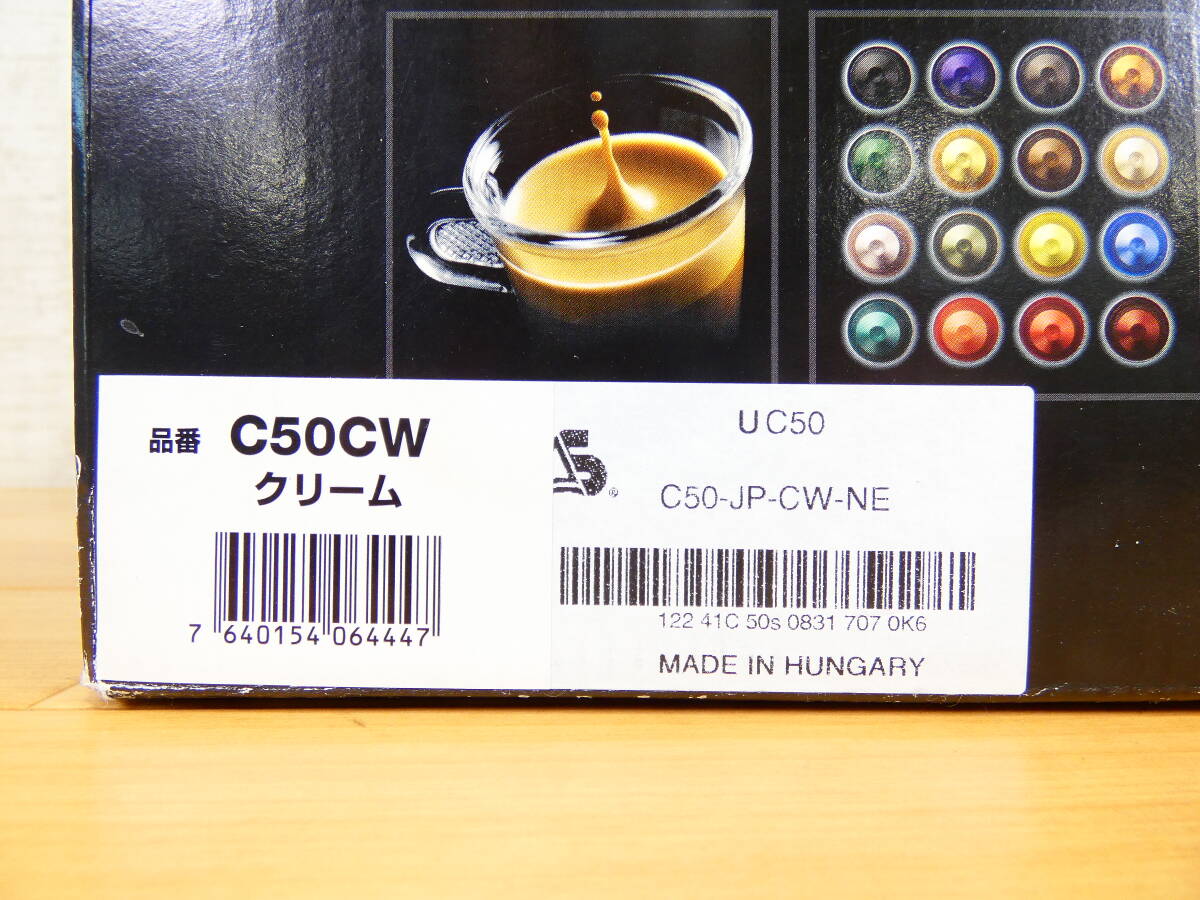 品番 C50CW
クリーム
7 640154 064447
U C50
®
C50-JP-CW-NE
122 41C 50s 0831 707 0K6
MADE IN HUNGARY